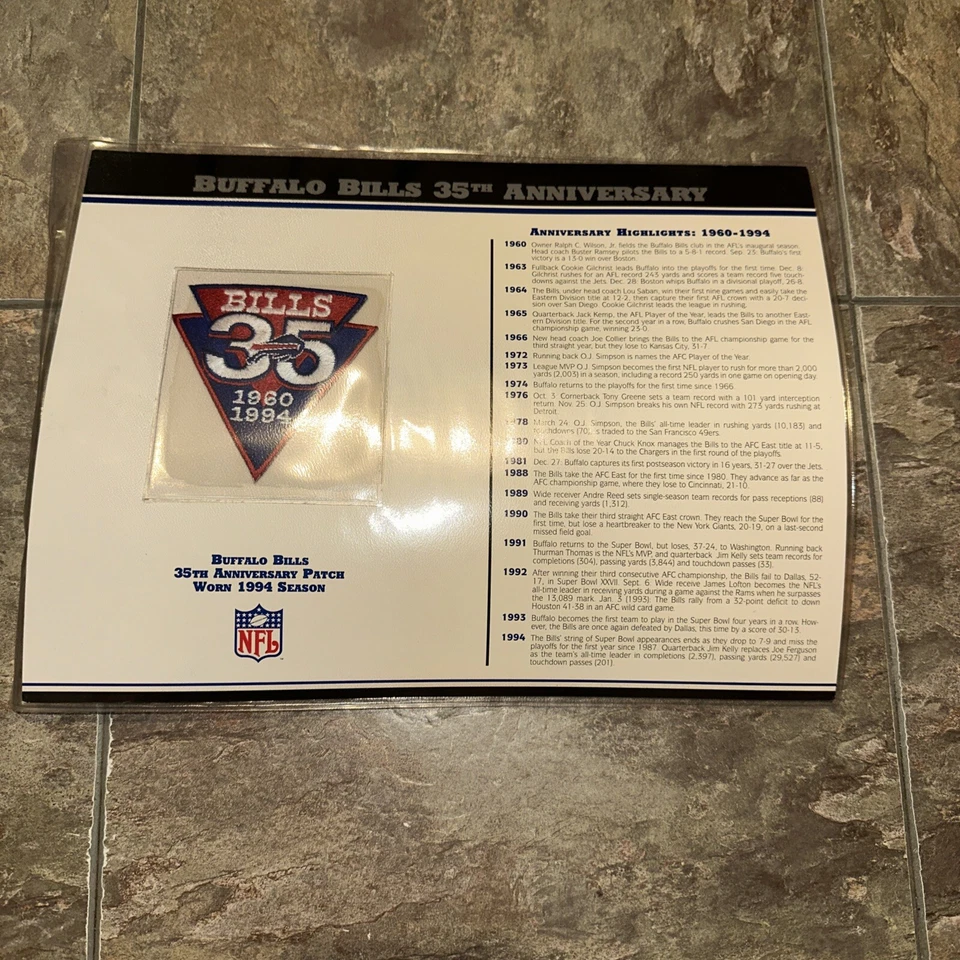 BUFFALO BILLS 35TH ANNIVERSARY
BILLS
35
1960
1994
BUFFALO BILLS
35TH ANNIVERSARY PATCH
WORN 1994 SEASON
NFL
ANNIVERSARY HIGHLIGHTS: 1960-1994
1960 Owner Ralph C. Wilson, Jr. fields the Buffalo Bills club in the AFL's inaugural season.
Head coach Buster Ramsey pilots the Bills to a 5-8-1 record. Sep. 23: Buffalo's first
victory is a 13-0 win over Boston.
1963 Fullback Cookie Gilchrist leads Buffalo into the playoffs for the first time. Dec. 8:
Gilchrist rushes for an AFL record 243 yards and scores a team record five touch-
downs against the Jets. Dec. 28: Boston whips Buffalo in a divisional playoff, 26-8.
1964 The Bills, under head coach Lou Saban, win their first nine games and easily take the
Eastern Division title at 12-2, then capture their first AFL crown with a 20-7 deci-
sion over San Diego. Cookie Gilchrist leads the league in rushing.
1965 Quarterback Jack Kemp, the AFL Player of the Year, leads the Bills to another East-
ern Division title. For the second year in a row, Buffalo crushes San Diego in the AFL
championship game, winning 23-0.
1966 New head coach Joe Collier brings the Bills to the AFL championship game for the
third straight year, but they lose to Kansas City, 31-7.
1972 Running back O.J. Simpson is named the AFC Player of the Year.
1973 League MVP O.J. Simpson becomes the first NFL player to rush for more than 2,000
yards (2,003) in a season, including a record 250 yards in one game on opening day.
1974 Buffalo returns to the playoffs for the first time since 1966.
1976 Oct. 3: Cornerback Tony Greene sets a team record with a 101 yard interception
return. Nov. 25: O.J. Simpson breaks his own NFL record with 273 yards rushing at
Detroit.
1978 March 24: O.J. Simpson, the Bills' all-time leader in rushing yards (10,183) and
touchdowns (70), is traded to the San Francisco 49ers.
1980 NFL Coach of the Year Chuck Knox manages the Bills to the AFC East title at 11-5,
but the Bills lose 20-14 to the Chargers in the first round of the playoffs.
1981 Dec. 27: Buffalo captures its first postseason victory in 16 years, 31-27 over the Jets.
1988 The Bills take the AFC East for the first time since 1980. They advance as far as the
AFC championship game, where they lose to Cincinnati, 21-10.
1989 Wide receiver Andre Reed sets single-season team records for pass receptions (88)
and receiving yards (1,312).
1990 The Bills take their third straight AFC East crown. They reach the Super Bowl for the
first time, but lose a heartbreaker to the New York Giants, 20-19, on a last-second
missed field goal.
1991 Buffalo returns to the Super Bowl, but loses, 37-24, to Washington. Running back
Thurman Thomas is the NFL's MVP, and quarterback Jim Kelly sets team records for
completions (304), passing yards (3,844) and touchdown passes (33).
1992 After winning their third consecutive AFC championship, the Bills fail to Dallas, 52-
17, in Super Bowl XXVII. Sept. 6: Wide receiver James Lofton becomes the NFL's
all-time leader in receiving yards during a game against the Rams when he surpasses
the 13,089 mark. Jan. 3 (1993): The Bills rally from a 32-point deficit to down
Houston 41-38 in an AFC wild card game.
1993 Buffalo becomes the first team to play in the Super Bowl four years in a row. How-
ever, the Bills are once again defeated by Dallas, this time by a score of 30-13.
1994 The Bills' string of Super Bowl appearances ends as they drop to 7-9 and miss the
playoffs for the first year since 1987. Quarterback Jim Kelly replaces Joe Ferguson
as the team's all-time leader in completions (2,397), passing yards (29,527) and
touchdown passes (201).